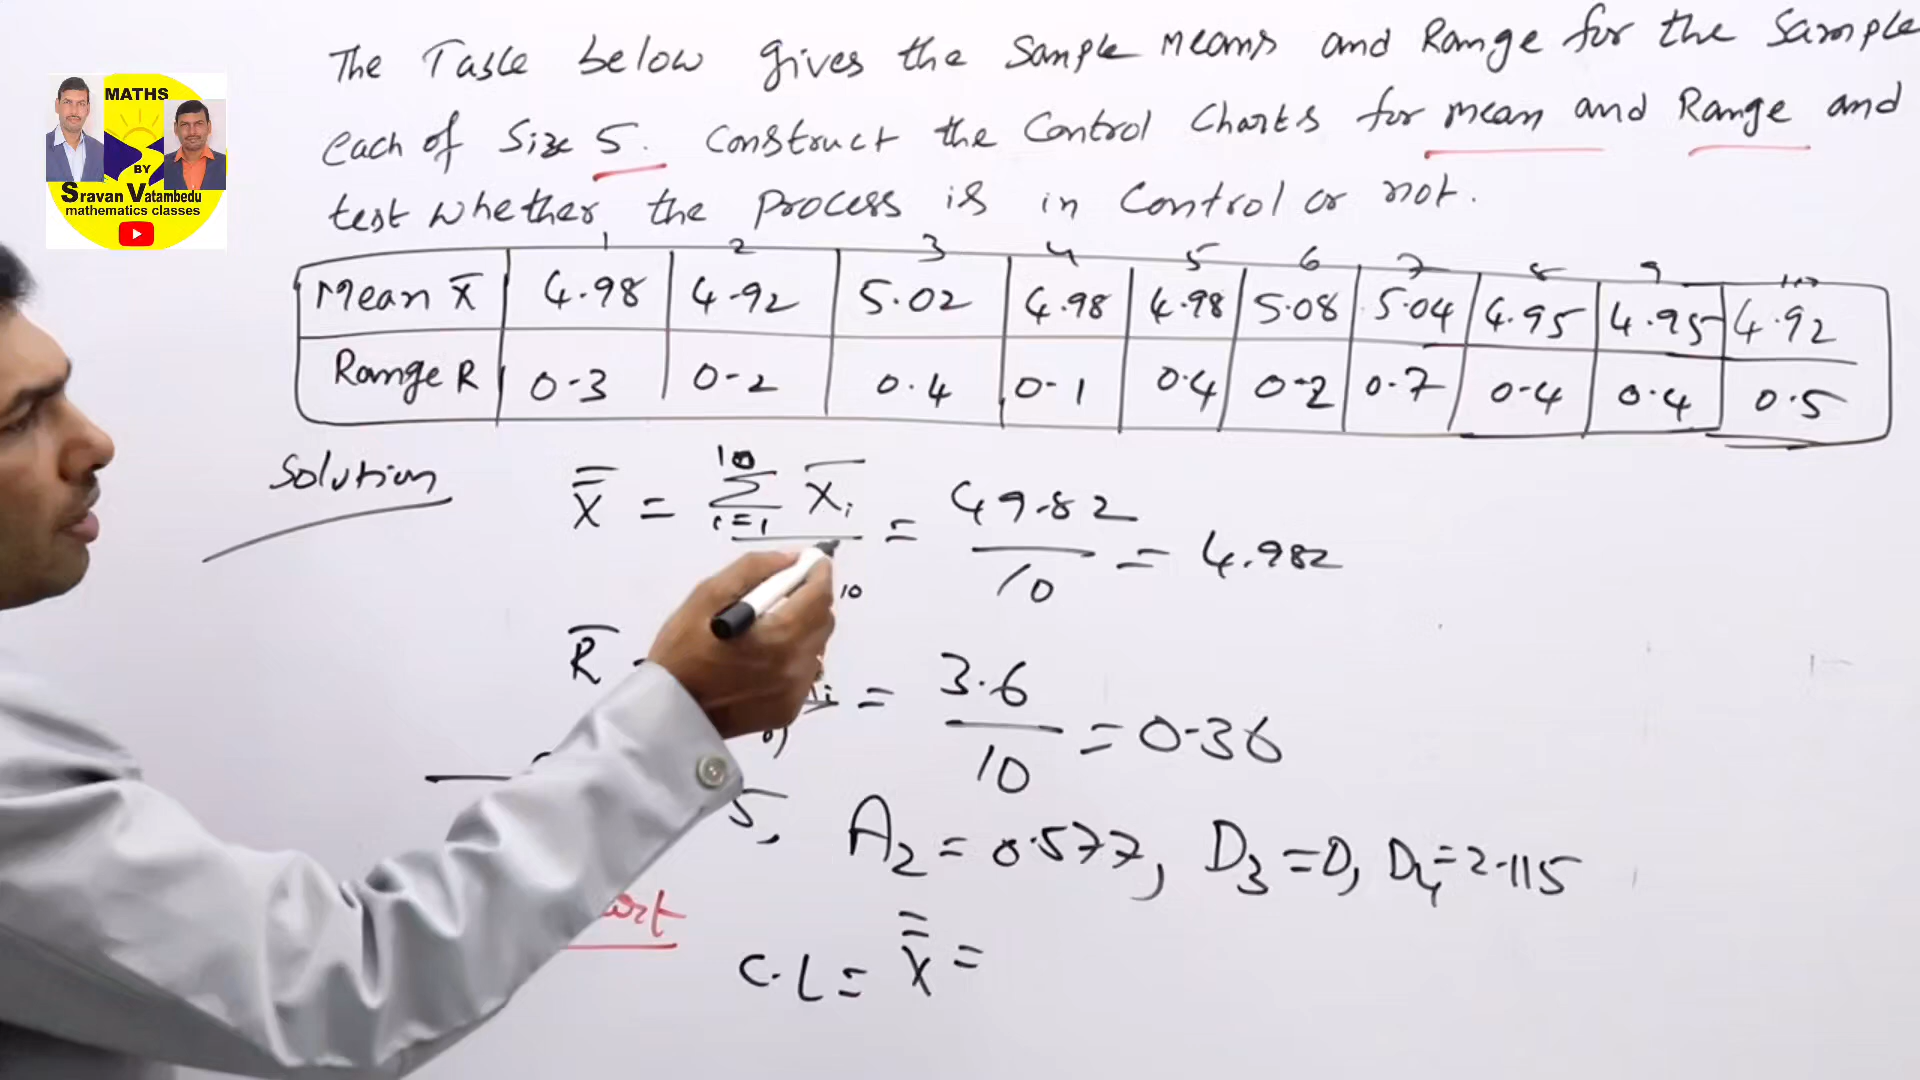 MATHS
BY
Sravan Vatambedu
mathematics classes
The Table below gives the Sample Means and Range for the Sample
each of Size 5. Construct the Control Charts for mean and Range and
test whether the process is in Control or not.
1 2 3 4 5 6 7 8 9 10
Mean X̄ 4.98 4.92 5.02 4.98 4.98 5.08 5.04 4.95 4.95 4.92
Range R 0.3 0.2 0.4 0.1 0.4 0.2 0.7 0.4 0.4 0.5
Solution
X̿ = Σ_{i=1}^{10} X̄i / 10 = 49.82 / 10 = 4.982
R̄ = 3.6 / 10 = 0.36
5, A₂ = 0.577, D₃ = 0, D₄ = 2.115
C.L = X̿ =